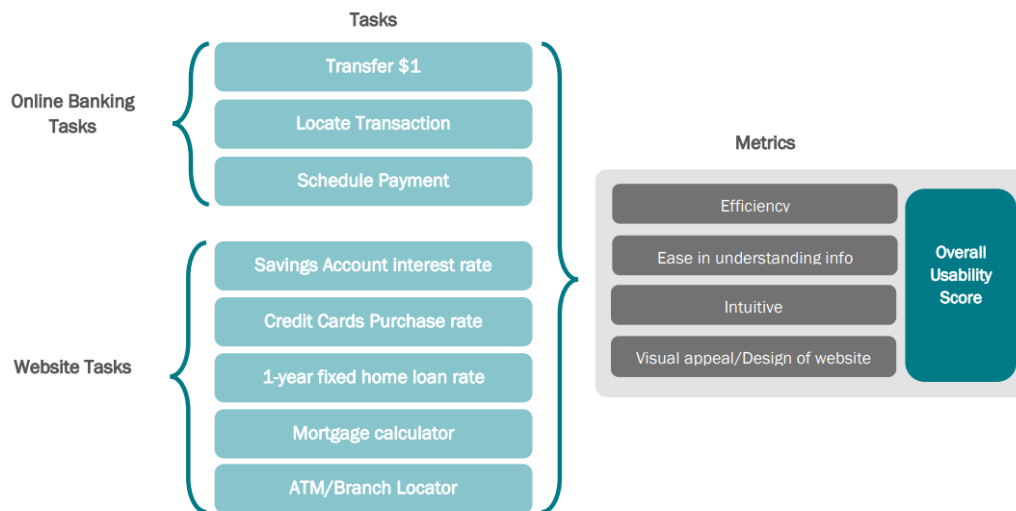 Tasks
Online Banking
Tasks
Transfer $1
Locate Transaction
Schedule Payment
Website Tasks
Savings Account interest rate
Credit Cards Purchase rate
1-year fixed home loan rate
Mortgage calculator
ATM/Branch Locator
Metrics
Efficiency
Ease in understanding info
Intuitive
Visual appeal/Design of website
Overall
Usability
Score